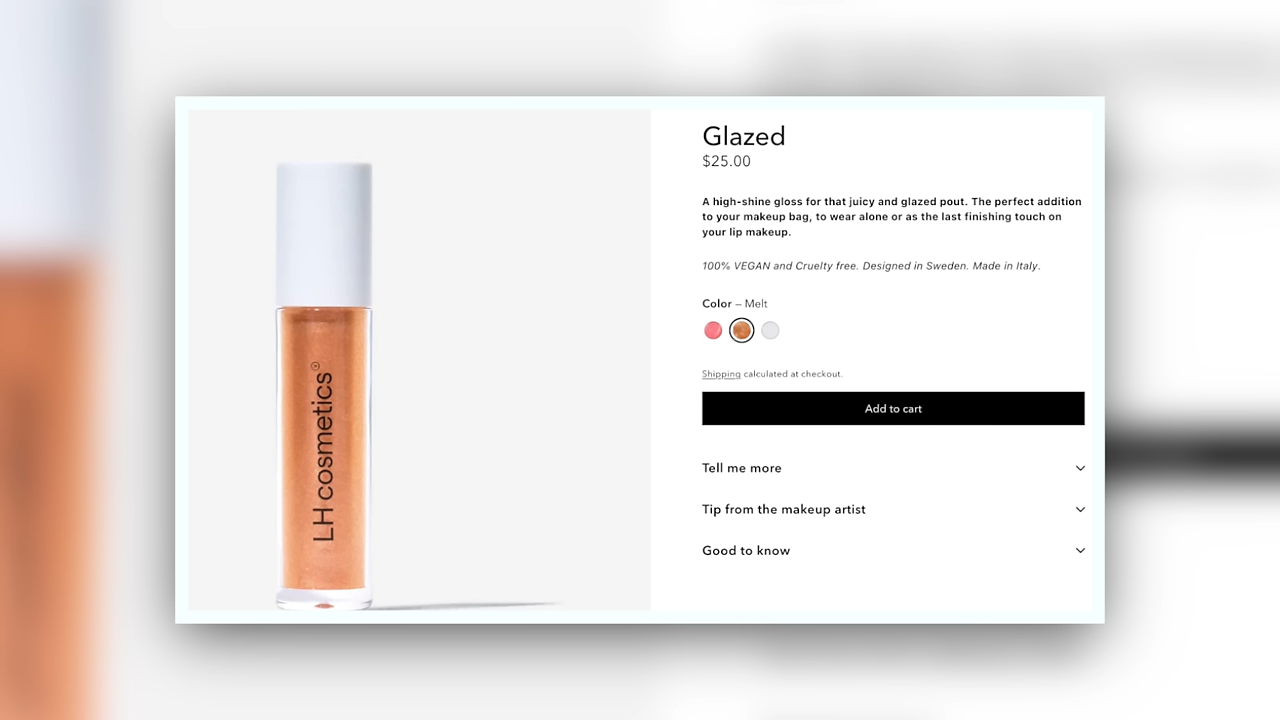 Glazed
$25.00
A high-shine gloss for that juicy and glazed pout. The perfect addition
to your makeup bag, to wear alone or as the last finishing touch on
your lip makeup.
100% VEGAN and Cruelty free. Designed in Sweden. Made in Italy.
Color – Melt
Shipping calculated at checkout.
Add to cart
Tell me more
Tip from the makeup artist
Good to know
LH cosmetics